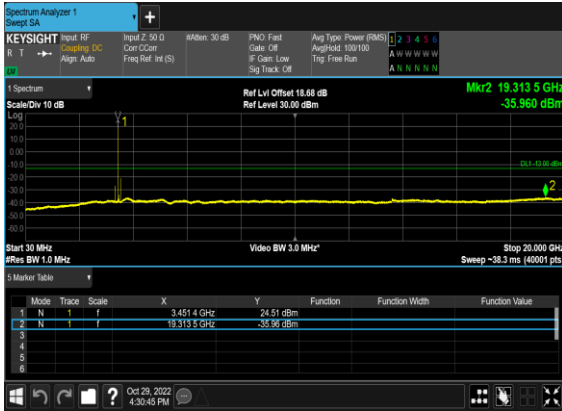 Spectrum Analyzer 1
Swept SA
+
KEYSIGHT
R T
LW
Input: RF
Coupling: DC
Align: Auto
Input Z: 50 Ω
Corr CCorr
Freq Ref: Int (S)
#Atten: 30 dB
PNO: Fast
Gate: Off
IF Gain: Low
Sig Track: Off
Avg Type: Power (RMS)
Avg|Hold: 100/100
Trig: Free Run
1 2 3 4 5 6
A W W W W W
A N N N N N
1 Spectrum
Scale/Div 10 dB
Ref Lvl Offset 18.68 dB
Ref Level 30.00 dBm
Mkr2 19.313 5 GHz
-35.960 dBm
Log
20.0
10.0
0.00
-10.0
-20.0
-30.0
-40.0
-50.0
-60.0
1
DL1 -13.00 dBm
2
Start 30 MHz
#Res BW 1.0 MHz
Video BW 3.0 MHz*
Stop 20.000 GHz
Sweep ~38.3 ms (40001 pts)
5 Marker Table
Mode Trace Scale X Y Function Function Width Function Value
1 N 1 f 3.451 4 GHz 24.51 dBm
2 N 1 f 19.313 5 GHz -35.96 dBm
3
4
5
6
?
Oct 29, 2022
4:30:45 PM